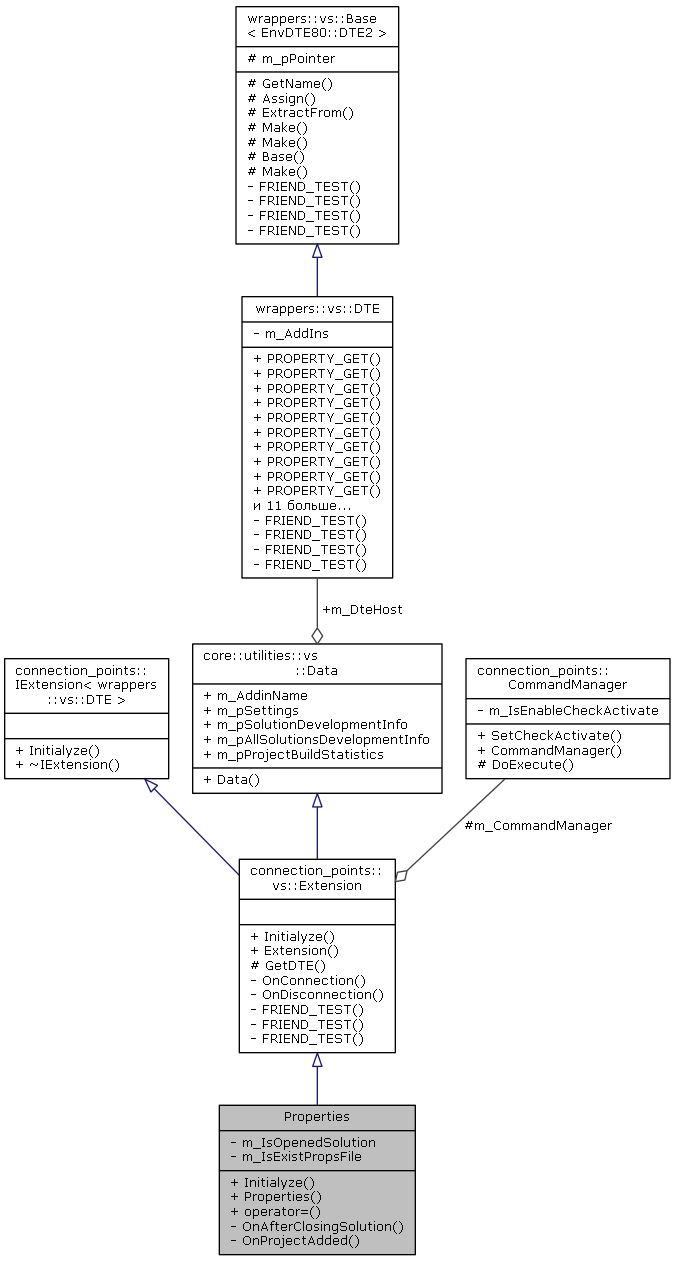 wrappers::vs::Base
< EnvDTE80::DTE2 >
# m_pPointer
# GetName()
# Assign()
# ExtractFrom()
# Make()
# Make()
# Base()
# Make()
- FRIEND_TEST()
- FRIEND_TEST()
- FRIEND_TEST()
- FRIEND_TEST()
wrappers::vs::DTE
- m_AddIns
+ PROPERTY_GET()
+ PROPERTY_GET()
+ PROPERTY_GET()
+ PROPERTY_GET()
+ PROPERTY_GET()
+ PROPERTY_GET()
+ PROPERTY_GET()
+ PROPERTY_GET()
+ PROPERTY_GET()
+ PROPERTY_GET()
и 11 больше...
- FRIEND_TEST()
- FRIEND_TEST()
- FRIEND_TEST()
- FRIEND_TEST()
+m_DteHost
connection_points::
IExtension< wrappers
::vs::DTE >
+ Initialyze()
+ ~IExtension()
core::utilities::vs
::Data
+ m_AddinName
+ m_pSettings
+ m_pSolutionDevelopmentInfo
+ m_pAllSolutionsDevelopmentInfo
+ m_pProjectBuildStatistics
+ Data()
connection_points::
CommandManager
- m_IsEnableCheckActivate
+ SetCheckActivate()
+ CommandManager()
# DoExecute()
#m_CommandManager
connection_points::
vs::Extension
+ Initialyze()
+ Extension()
# GetDTE()
- OnConnection()
- OnDisconnection()
- FRIEND_TEST()
- FRIEND_TEST()
- FRIEND_TEST()
Properties
- m_IsOpenedSolution
- m_IsExistPropsFile
+ Initialyze()
+ Properties()
+ operator=()
- OnAfterClosingSolution()
- OnProjectAdded()